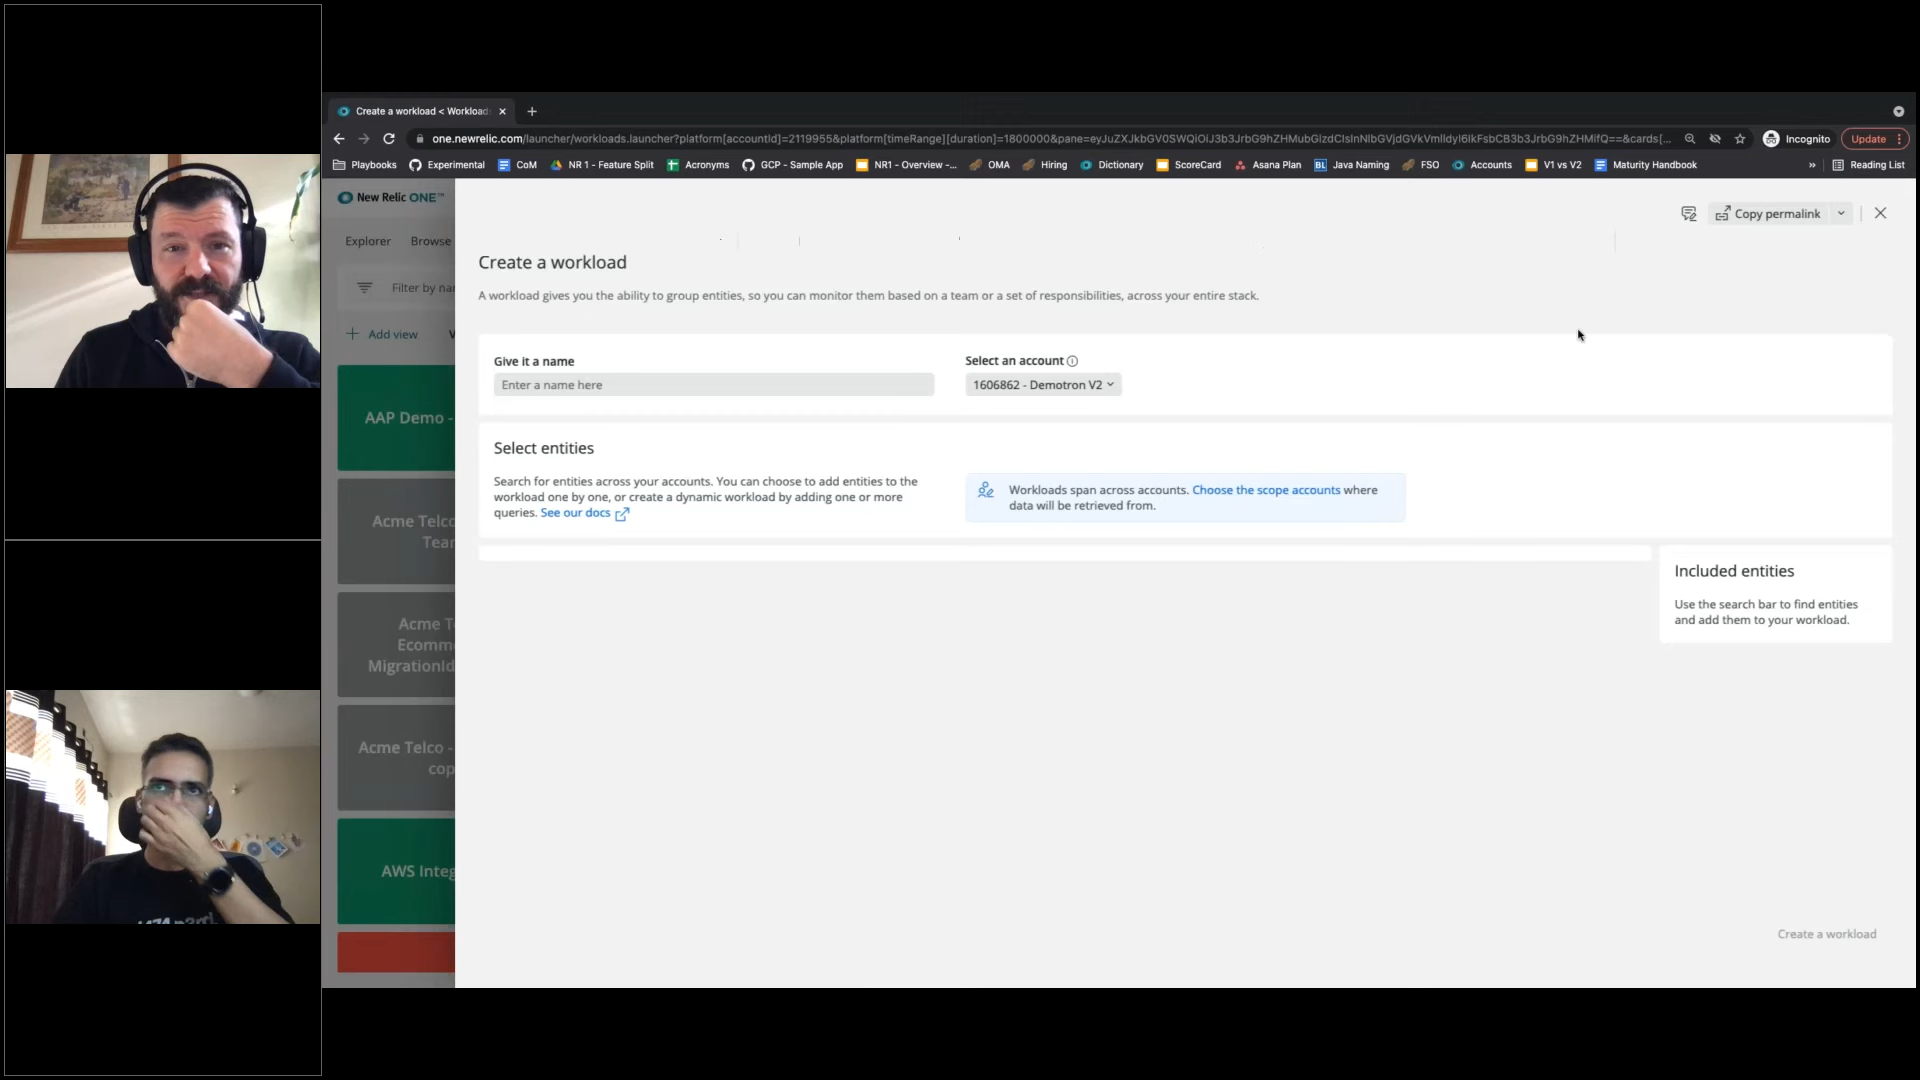 Create a workload < Workload
one.newrelic.com/launcher/workloads.launcher?platform[accountId]=2119955&platform[timeRange][duration]=1800000&pane=
Incognito
Update
Playbooks
Experimental
CoM
NR 1 - Feature Split
Acronyms
GCP - Sample App
NR1 - Overview -...
OMA
Hiring
Dictionary
ScoreCard
Asana Plan
BL Java Naming
FSO
Accounts
V1 vs V2
Maturity Handbook
»
Reading List
New Relic ONE™
Explorer Browse
Filter by na
+ Add view
AAP Demo -
Acme Telco
Tear
Acme T
Ecomm
MigrationId
Acme Telco -
cop
AWS Integ
Copy permalink
Create a workload
A workload gives you the ability to group entities, so you can monitor them based on a team or a set of responsibilities, across your entire stack.
Give it a name
Enter a name here
Select an account
1606862 - Demotron V2
Select entities
Search for entities across your accounts. You can choose to add entities to the
workload one by one, or create a dynamic workload by adding one or more
queries. See our docs
Workloads span across accounts. Choose the scope accounts where
data will be retrieved from.
Included entities
Use the search bar to find entities
and add them to your workload.
Create a workload